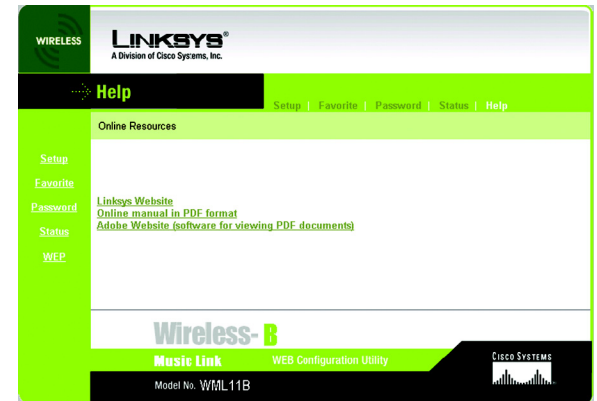 WIRELESS
LINKSYS®
A Division of Cisco Systems, Inc.
Help
Setup | Favorite | Password | Status | Help
Online Resources
Setup
Favorite
Password
Status
WEP
Linksys Website
Online manual in PDF format
Adobe Website (software for viewing PDF documents)
Wireless-B
Music Link
WEB Configuration Utility
CISCO SYSTEMS
Model No. WML11B